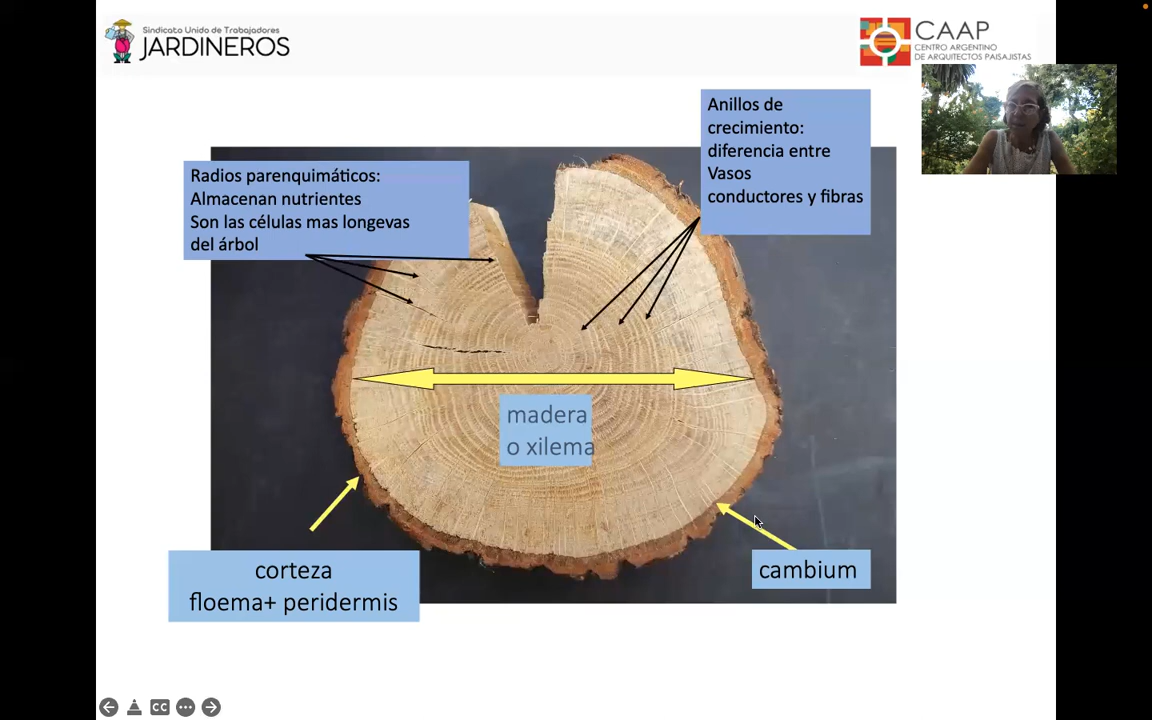 Sindicato Unido de Trabajadores
JARDINEROS
CAAP
CENTRO ARGENTINO
DE ARQUITECTOS PAISAJISTAS
Anillos de
crecimiento:
diferencia entre
Vasos
conductores y fibras
Radios parenquimáticos:
Almacenan nutrientes
Son las células mas longevas
del árbol
madera
o xilema
corteza
floema+ peridermis
cambium
CC